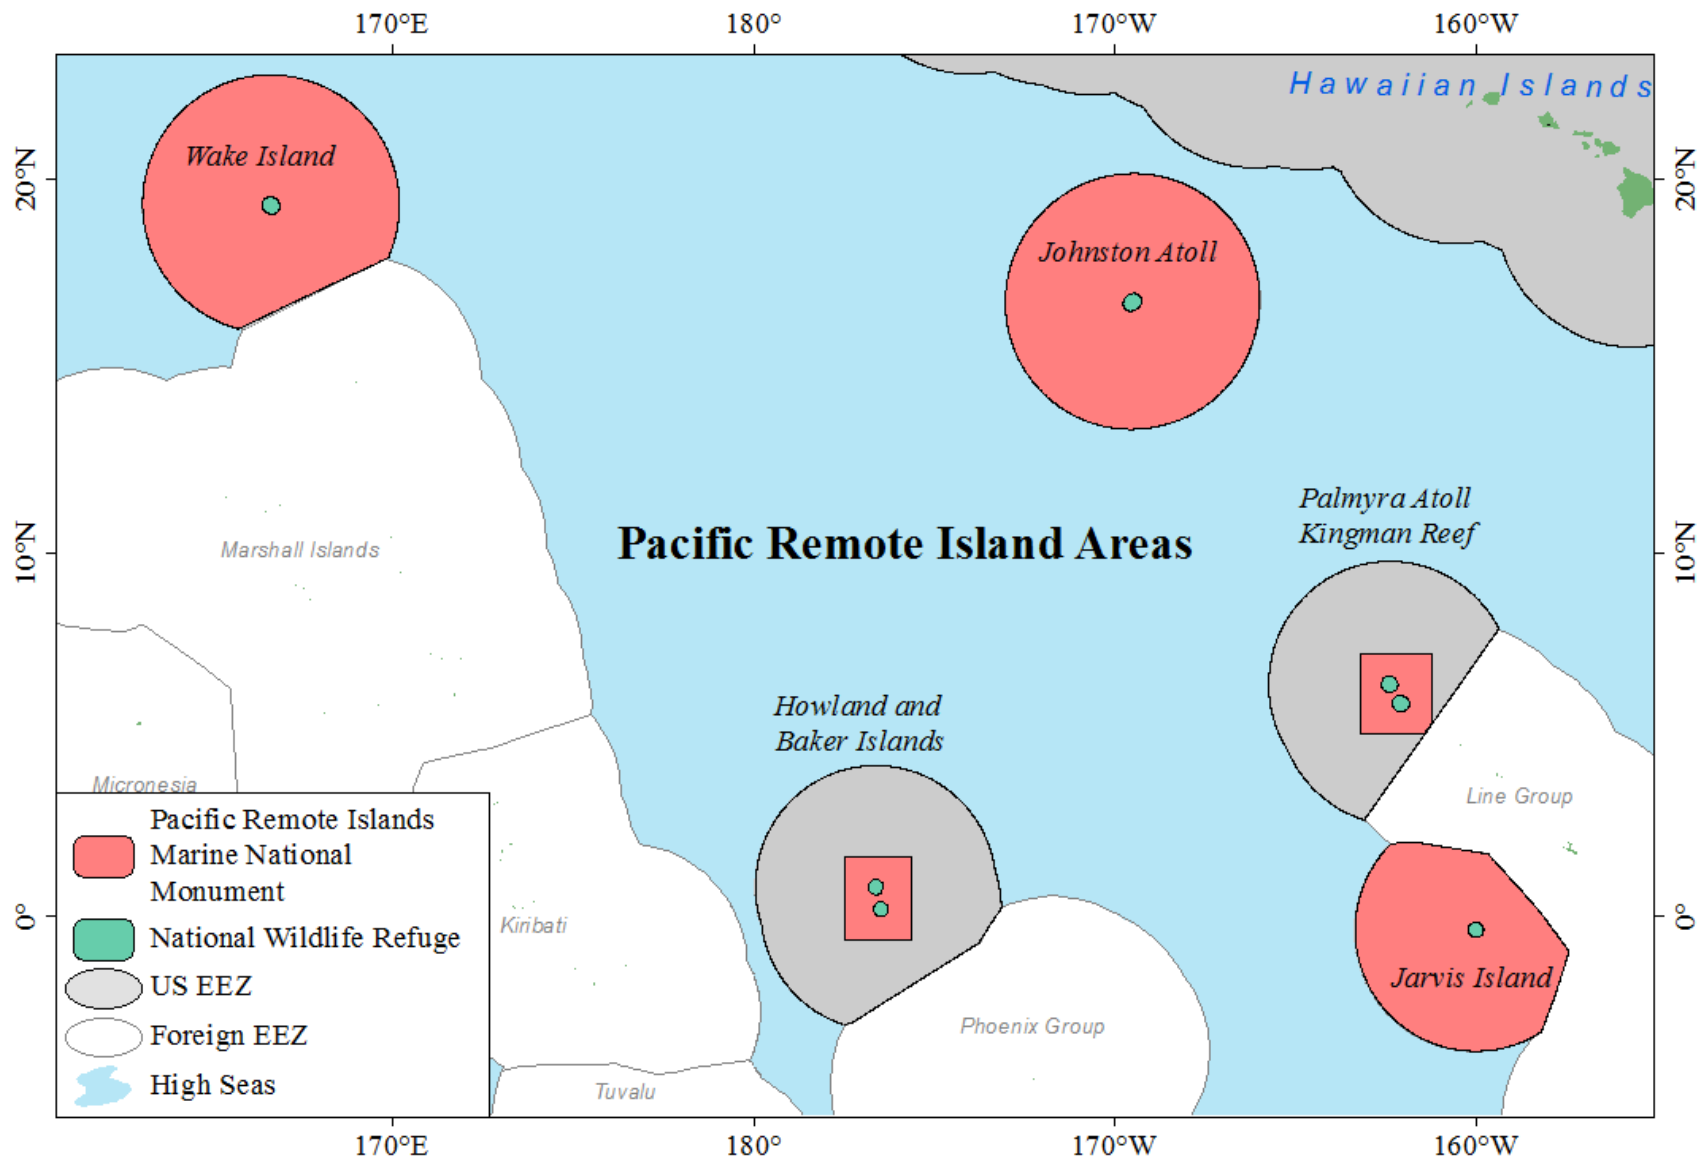 170°E
180°
170°W
160°W
Hawaiian Islands
Wake Island
20°N
20°N
Johnston Atoll
Palmyra Atoll
Kingman Reef
Pacific Remote Island Areas
Marshall Islands
10°N
10°N
Howland and
Baker Islands
Micronesia
Line Group
Pacific Remote Islands
Marine National
Monument
National Wildlife Refuge
US EEZ
Foreign EEZ
High Seas
Kiribati
0°
0°
Jarvis Island
Phoenix Group
Tuvalu
170°E
180°
170°W
160°W